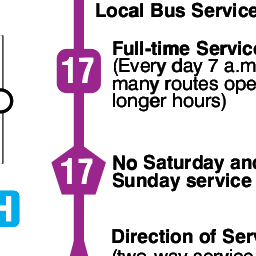 Local Bus Service
17
Full-time Service
(Every day 7 a.m
many routes ope
longer hours)
17
No Saturday and
Sunday service
H
Direction of Serv
(two-way service